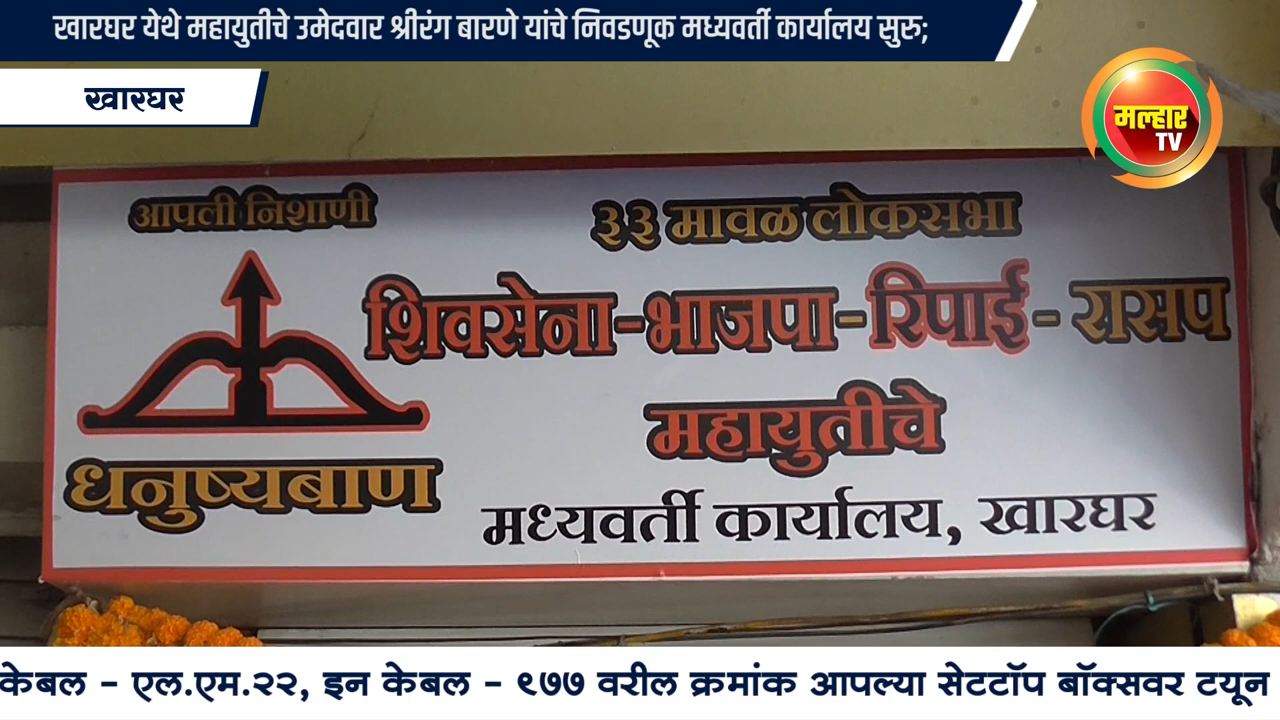 खारघर येथे महायुतीचे उमेदवार श्रीरंग बारणे यांचे निवडणूक मध्यवर्ती कार्यालय सुरु;
खारघर
मल्हार
TV
आपली निशाणी
धनुष्यबाण
३३ मावळ लोकसभा
शिवसेना-भाजपा-रिपाई-रासप
महायुतीचे
मध्यवर्ती कार्यालय, खारघर
केबल - एल.एम.२२, इन केबल - ९७७ वरील क्रमांक आपल्या सेटटॉप बॉक्सवर टयून